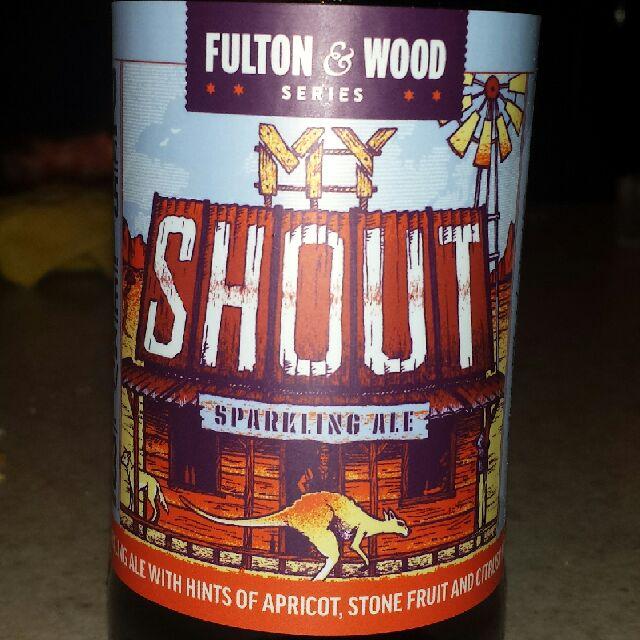 FULTON & WOOD
SERIES
MY
SHOUT
SPARKLING ALE
ALE WITH HINTS OF APRICOT, STONE FRUIT AND